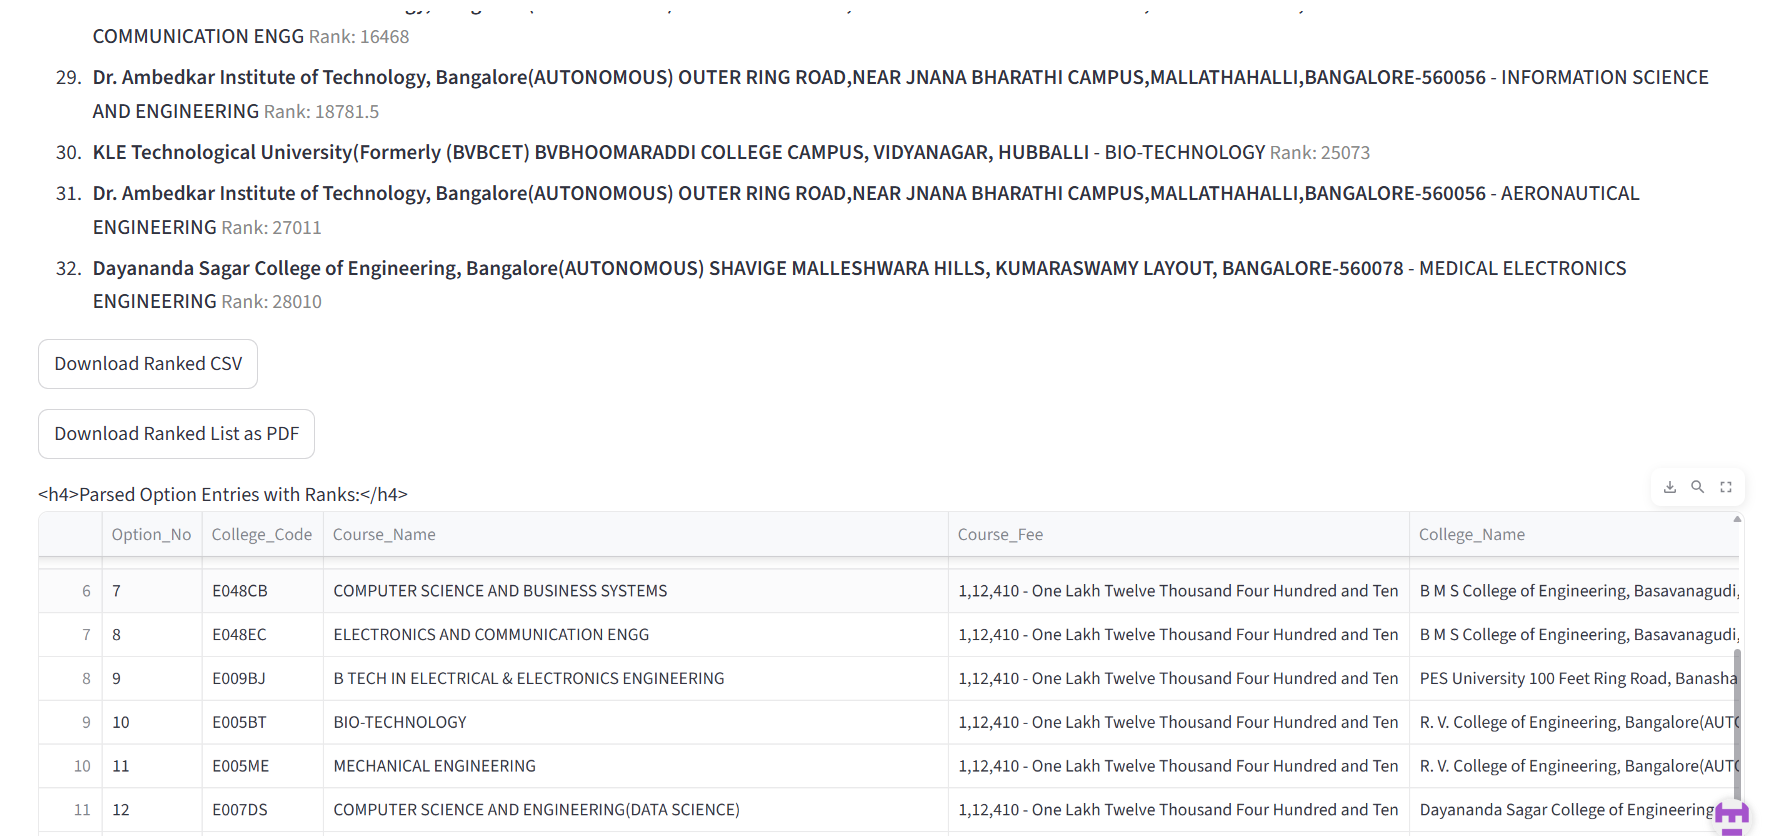 COMMUNICATION ENGG Rank: 16468
29. Dr. Ambedkar Institute of Technology, Bangalore(AUTONOMOUS) OUTER RING ROAD,NEAR JNANA BHARATHI CAMPUS,MALLATHAHALLI,BANGALORE-560056 - INFORMATION SCIENCE
AND ENGINEERING Rank: 18781.5
30. KLE Technological University(Formerly (BVBCET) BVBHOOMARADDI COLLEGE CAMPUS, VIDYANAGAR, HUBBALLI - BIO-TECHNOLOGY Rank: 25073
31. Dr. Ambedkar Institute of Technology, Bangalore(AUTONOMOUS) OUTER RING ROAD,NEAR JNANA BHARATHI CAMPUS,MALLATHAHALLI,BANGALORE-560056 - AERONAUTICAL
ENGINEERING Rank: 27011
32. Dayananda Sagar College of Engineering, Bangalore(AUTONOMOUS) SHAVIGE MALLESHWARA HILLS, KUMARASWAMY LAYOUT, BANGALORE-560078 - MEDICAL ELECTRONICS
ENGINEERING Rank: 28010
Download Ranked CSV
Download Ranked List as PDF
<h4>Parsed Option Entries with Ranks:</h4>
Option_No College_Code Course_Name Course_Fee College_Name
6 7 E048CB COMPUTER SCIENCE AND BUSINESS SYSTEMS 1,12,410 - One Lakh Twelve Thousand Four Hundred and Ten B M S College of Engineering, Basavanagudi,
7 8 E048EC ELECTRONICS AND COMMUNICATION ENGG 1,12,410 - One Lakh Twelve Thousand Four Hundred and Ten B M S College of Engineering, Basavanagudi,
8 9 E009BJ B TECH IN ELECTRICAL & ELECTRONICS ENGINEERING 1,12,410 - One Lakh Twelve Thousand Four Hundred and Ten PES University 100 Feet Ring Road, Banasha
9 10 E005BT BIO-TECHNOLOGY 1,12,410 - One Lakh Twelve Thousand Four Hundred and Ten R. V. College of Engineering, Bangalore(AUT
10 11 E005ME MECHANICAL ENGINEERING 1,12,410 - One Lakh Twelve Thousand Four Hundred and Ten R. V. College of Engineering, Bangalore(AUT
11 12 E007DS COMPUTER SCIENCE AND ENGINEERING(DATA SCIENCE) 1,12,410 - One Lakh Twelve Thousand Four Hundred and Ten Dayananda Sagar College of Engineering